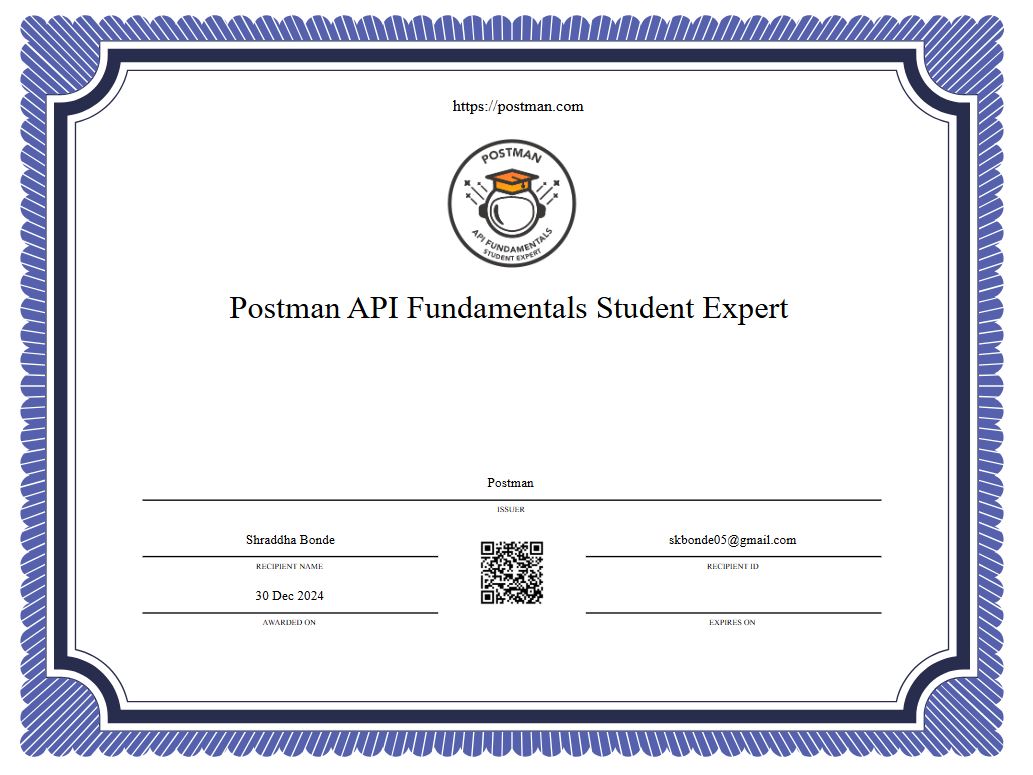 https://postman.com
POSTMAN
API FUNDAMENTALS
STUDENT EXPERT
Postman API Fundamentals Student Expert
Postman
ISSUER
Shraddha Bonde
skbonde05@gmail.com
RECIPIENT NAME
RECIPIENT ID
30 Dec 2024
AWARDED ON
EXPIRES ON